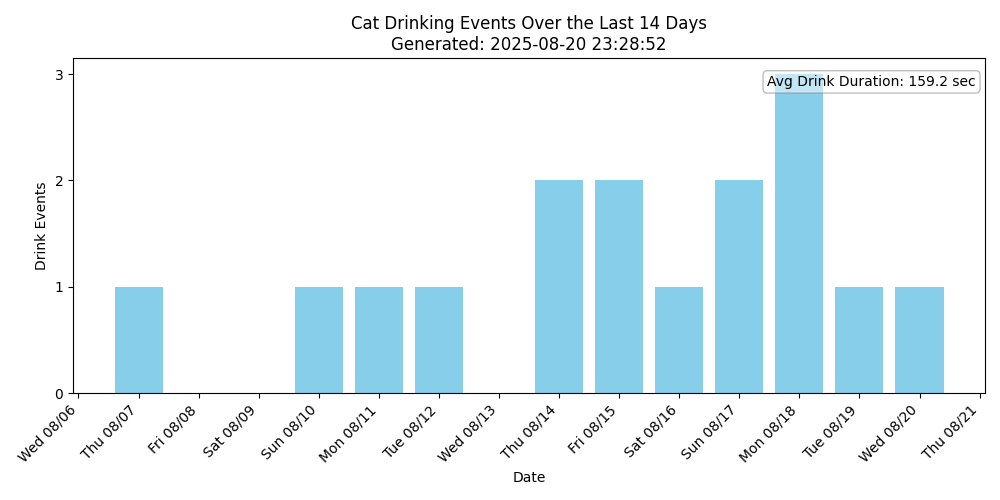 Cat Drinking Events Over the Last 14 Days
Generated: 2025-08-20 23:28:52
Avg Drink Duration: 159.2 sec
Drink Events
3
2
1
0
Wed 08/06
Thu 08/07
Fri 08/08
Sat 08/09
Sun 08/10
Mon 08/11
Tue 08/12
Wed 08/13
Thu 08/14
Fri 08/15
Sat 08/16
Sun 08/17
Mon 08/18
Tue 08/19
Wed 08/20
Thu 08/21
Date